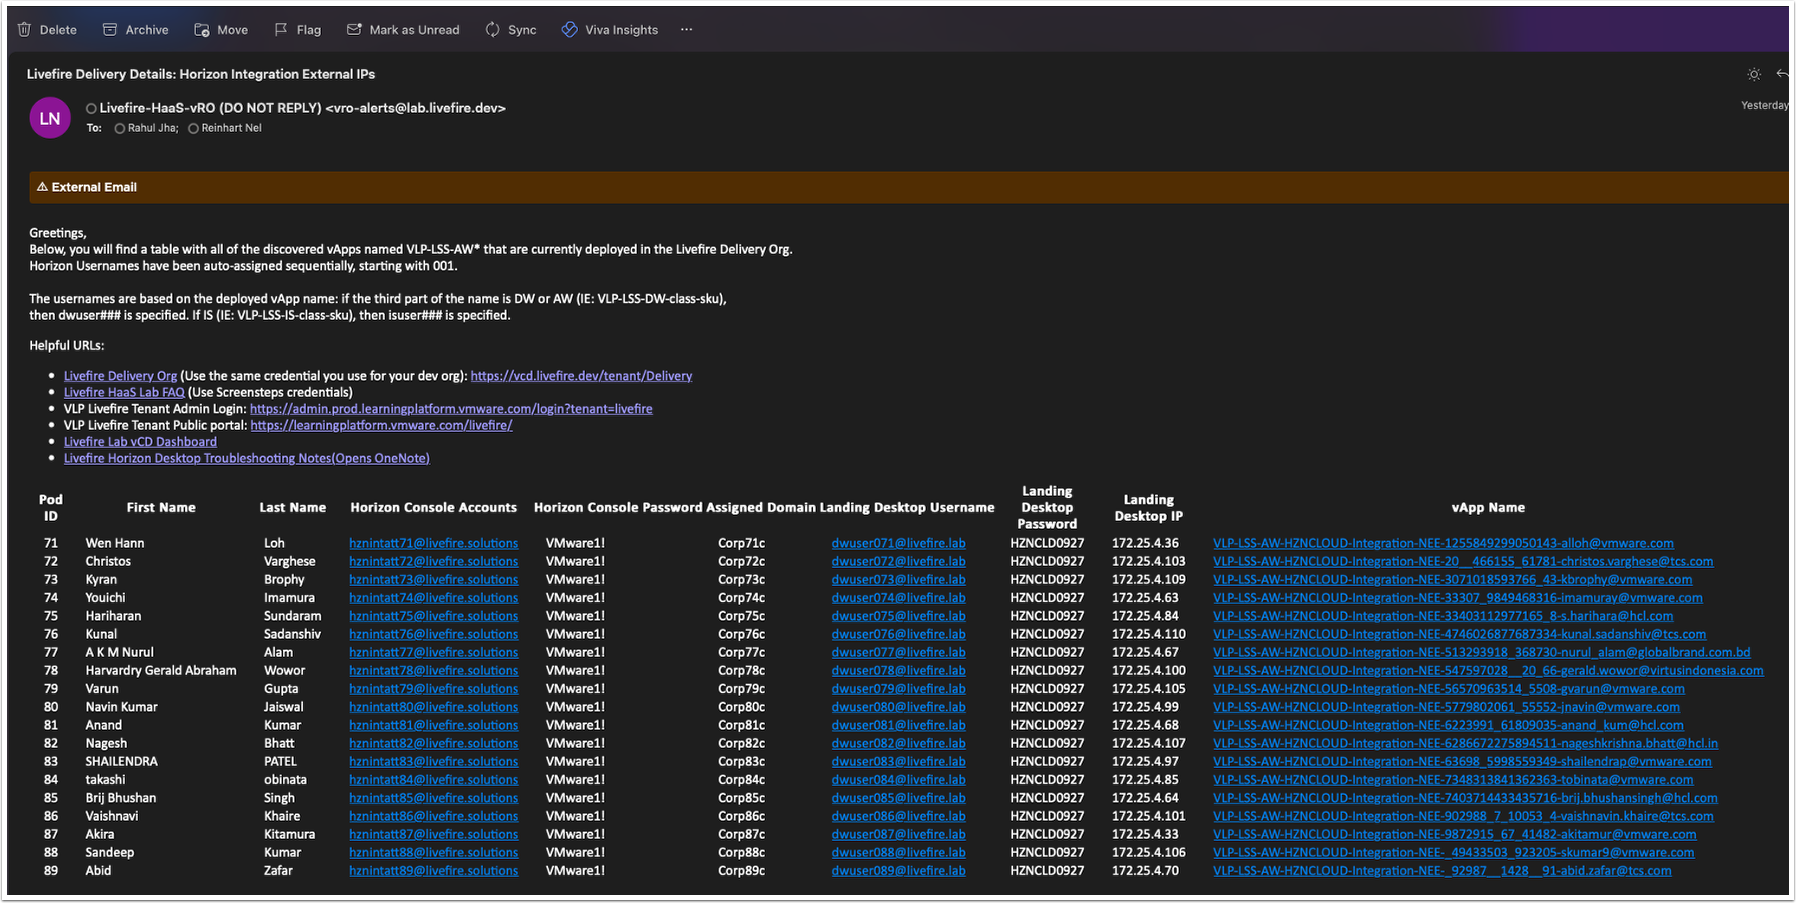 Delete Archive Move Flag Mark as Unread Sync Viva Insights ...
Livefire Delivery Details: Horizon Integration External IPs
LN
Livefire-HaaS-vRO (DO NOT REPLY) <vro-alerts@lab.livefire.dev>
Yesterday
To: Rahul Jha; Reinhart Nel
⚠ External Email
Greetings,
Below, you will find a table with all of the discovered vApps named VLP-LSS-AW* that are currently deployed in the Livefire Delivery Org.
Horizon Usernames have been auto-assigned sequentially, starting with 001.
The usernames are based on the deployed vApp name: if the third part of the name is DW or AW (IE: VLP-LSS-DW-class-sku),
then dwuser### is specified. If IS (IE: VLP-LSS-IS-class-sku), then isuser### is specified.
Helpful URLs:
• Livefire Delivery Org (Use the same credential you use for your dev org): https://vcd.livefire.dev/tenant/Delivery
• Livefire HaaS Lab FAQ (Use Screensteps credentials)
• VLP Livefire Tenant Admin Login: https://admin.prod.learningplatform.vmware.com/login?tenant=livefire
• VLP Livefire Tenant Public portal: https://learningplatform.vmware.com/livefire/
• Livefire Lab vCD Dashboard
• Livefire Horizon Desktop Troubleshooting Notes(Opens OneNote)
Pod ID First Name Last Name Horizon Console Accounts Horizon Console Password Assigned Domain Landing Desktop Username Landing Desktop Password Landing Desktop IP vApp Name
71 Wen Hann Loh hznintatt71@livefire.solutions VMware1! Corp71c dwuser071@livefire.lab HZNCLD0927 172.25.4.36 VLP-LSS-AW-HZNCLOUD-Integration-NEE-1255849299050143-alloh@vmware.com
72 Christos Varghese hznintatt72@livefire.solutions VMware1! Corp72c dwuser072@livefire.lab HZNCLD0927 172.25.4.103 VLP-LSS-AW-HZNCLOUD-Integration-NEE-20__466155_61781-christos.varghese@tcs.com
73 Kyran Brophy hznintatt73@livefire.solutions VMware1! Corp73c dwuser073@livefire.lab HZNCLD0927 172.25.4.109 VLP-LSS-AW-HZNCLOUD-Integration-NEE-3071018593766_43-kbrophy@vmware.com
74 Youichi Imamura hznintatt74@livefire.solutions VMware1! Corp74c dwuser074@livefire.lab HZNCLD0927 172.25.4.63 VLP-LSS-AW-HZNCLOUD-Integration-NEE-33307_9849468316-imamuray@vmware.com
75 Hariharan Sundaram hznintatt75@livefire.solutions VMware1! Corp75c dwuser075@livefire.lab HZNCLD0927 172.25.4.84 VLP-LSS-AW-HZNCLOUD-Integration-NEE-33403112977165_8-s.harihara@hcl.com
76 Kunal Sadanshiv hznintatt76@livefire.solutions VMware1! Corp76c dwuser076@livefire.lab HZNCLD0927 172.25.4.110 VLP-LSS-AW-HZNCLOUD-Integration-NEE-4746026877687334-kunal.sadanshiv@tcs.com
77 A K M Nurul Alam hznintatt77@livefire.solutions VMware1! Corp77c dwuser077@livefire.lab HZNCLD0927 172.25.4.67 VLP-LSS-AW-HZNCLOUD-Integration-NEE-513293918_368730-nurul_alam@globalbrand.com.bd
78 Harvardry Gerald Abraham Wowor hznintatt78@livefire.solutions VMware1! Corp78c dwuser078@livefire.lab HZNCLD0927 172.25.4.100 VLP-LSS-AW-HZNCLOUD-Integration-NEE-547597028__20_66-gerald.wowor@virtusindonesia.com
79 Varun Gupta hznintatt79@livefire.solutions VMware1! Corp79c dwuser079@livefire.lab HZNCLD0927 172.25.4.105 VLP-LSS-AW-HZNCLOUD-Integration-NEE-56570963514_5508-gvarun@vmware.com
80 Navin Kumar Jaiswal hznintatt80@livefire.solutions VMware1! Corp80c dwuser080@livefire.lab HZNCLD0927 172.25.4.99 VLP-LSS-AW-HZNCLOUD-Integration-NEE-5779802061_55552-jnavin@vmware.com
81 Anand Kumar hznintatt81@livefire.solutions VMware1! Corp81c dwuser081@livefire.lab HZNCLD0927 172.25.4.68 VLP-LSS-AW-HZNCLOUD-Integration-NEE-6223991_61809035-anand_kum@hcl.com
82 Nagesh Bhatt hznintatt82@livefire.solutions VMware1! Corp82c dwuser082@livefire.lab HZNCLD0927 172.25.4.107 VLP-LSS-AW-HZNCLOUD-Integration-NEE-6286672275894511-nageshkrishna.bhatt@hcl.in
83 SHAILENDRA PATEL hznintatt83@livefire.solutions VMware1! Corp83c dwuser083@livefire.lab HZNCLD0927 172.25.4.97 VLP-LSS-AW-HZNCLOUD-Integration-NEE-63698_5998559349-shailendrap@vmware.com
84 takashi obinata hznintatt84@livefire.solutions VMware1! Corp84c dwuser084@livefire.lab HZNCLD0927 172.25.4.85 VLP-LSS-AW-HZNCLOUD-Integration-NEE-7348313841362363-tobinata@vmware.com
85 Brij Bhushan Singh hznintatt85@livefire.solutions VMware1! Corp85c dwuser085@livefire.lab HZNCLD0927 172.25.4.64 VLP-LSS-AW-HZNCLOUD-Integration-NEE-7403714433435716-brij.bhushansingh@hcl.com
86 Vaishnavi Khaire hznintatt86@livefire.solutions VMware1! Corp86c dwuser086@livefire.lab HZNCLD0927 172.25.4.101 VLP-LSS-AW-HZNCLOUD-Integration-NEE-902988_7_10053_4-vaishnavin.khaire@tcs.com
87 Akira Kitamura hznintatt87@livefire.solutions VMware1! Corp87c dwuser087@livefire.lab HZNCLD0927 172.25.4.33 VLP-LSS-AW-HZNCLOUD-Integration-NEE-9872915_67_41482-akitamur@vmware.com
88 Sandeep Kumar hznintatt88@livefire.solutions VMware1! Corp88c dwuser088@livefire.lab HZNCLD0927 172.25.4.106 VLP-LSS-AW-HZNCLOUD-Integration-NEE-_49433503_923205-skumar9@vmware.com
89 Abid Zafar hznintatt89@livefire.solutions VMware1! Corp89c dwuser089@livefire.lab HZNCLD0927 172.25.4.70 VLP-LSS-AW-HZNCLOUD-Integration-NEE-_92987__1428__91-abid.zafar@tcs.com